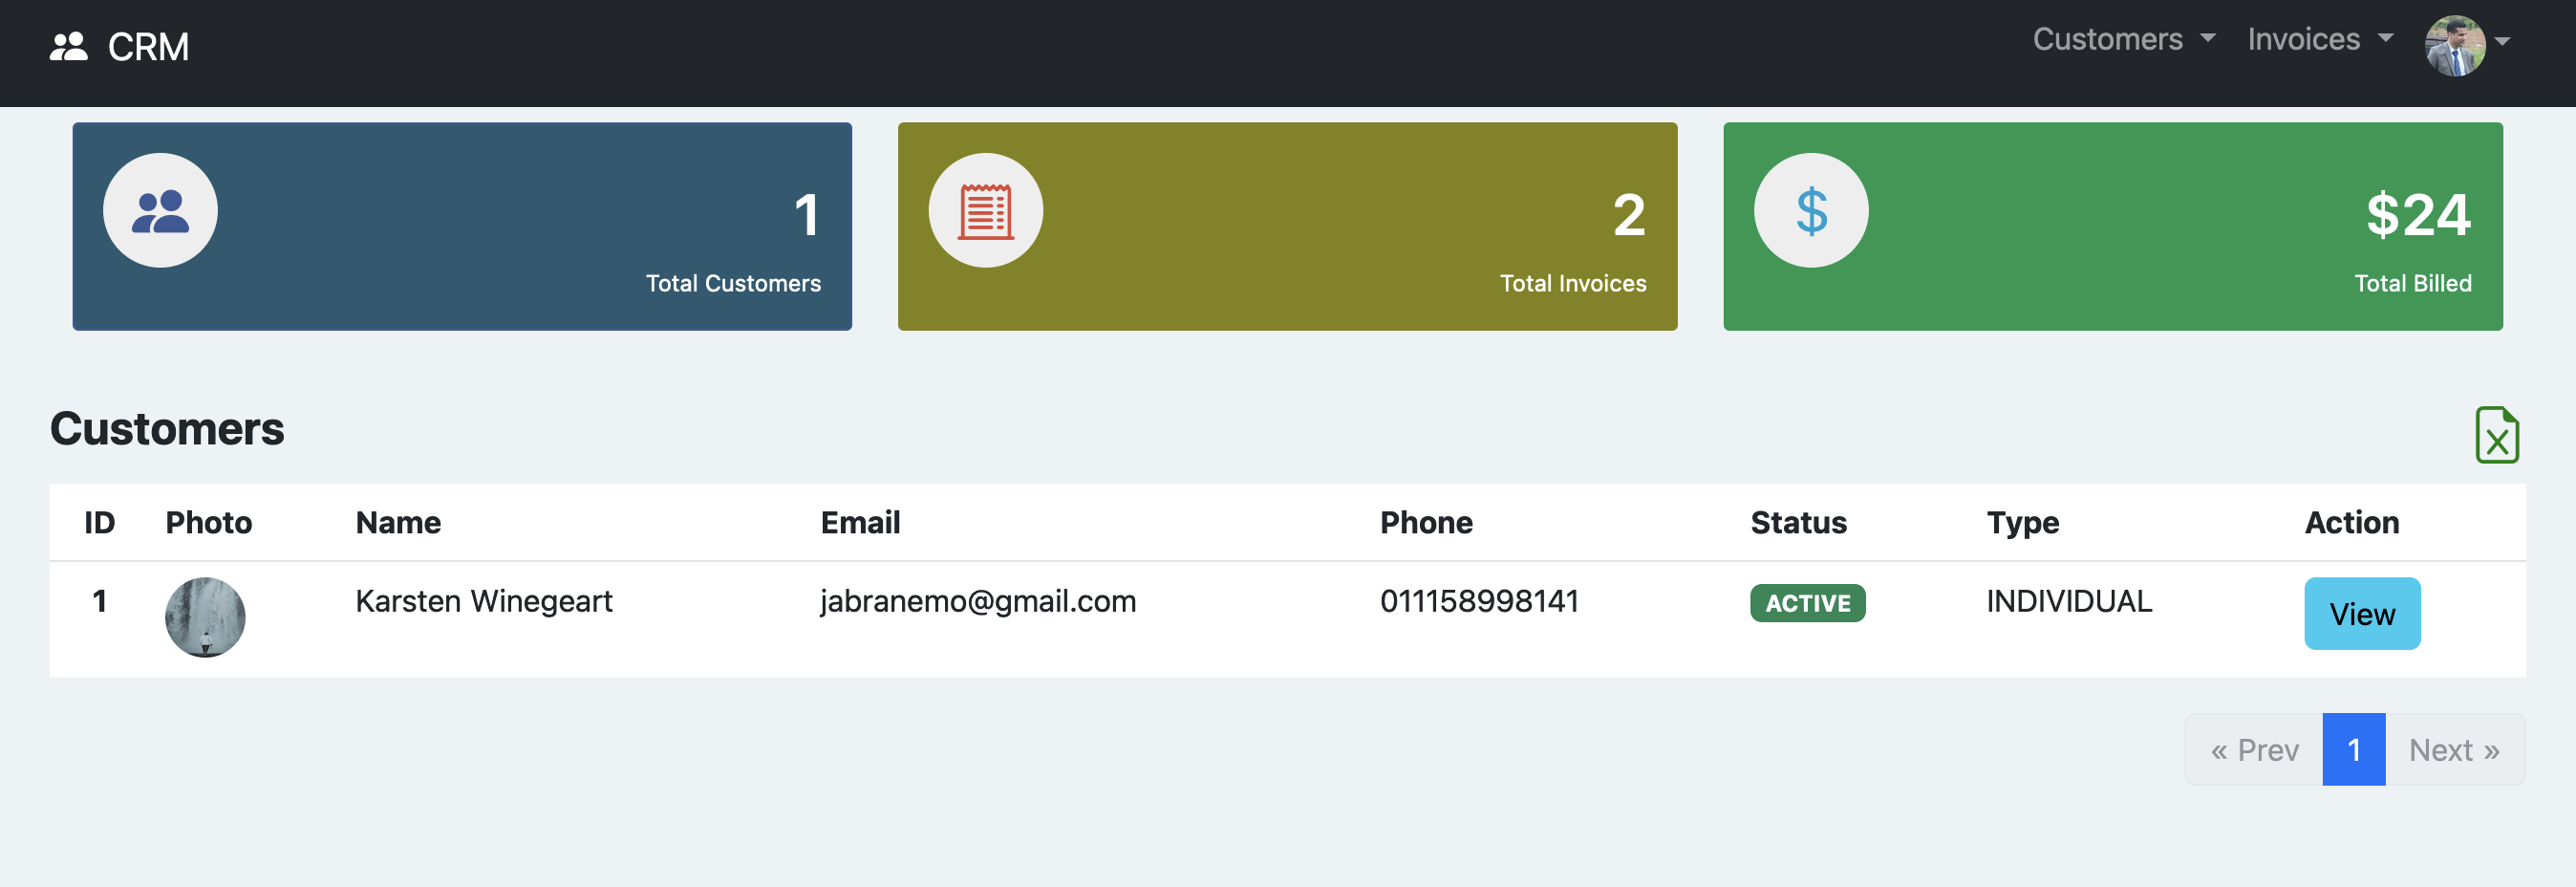 CRM
Customers
Invoices
1
Total Customers
2
Total Invoices
$24
Total Billed
Customers
ID Photo Name Email Phone Status Type Action
1 Karsten Winegeart jabranemo@gmail.com 011158998141 ACTIVE INDIVIDUAL View
« Prev 1 Next »